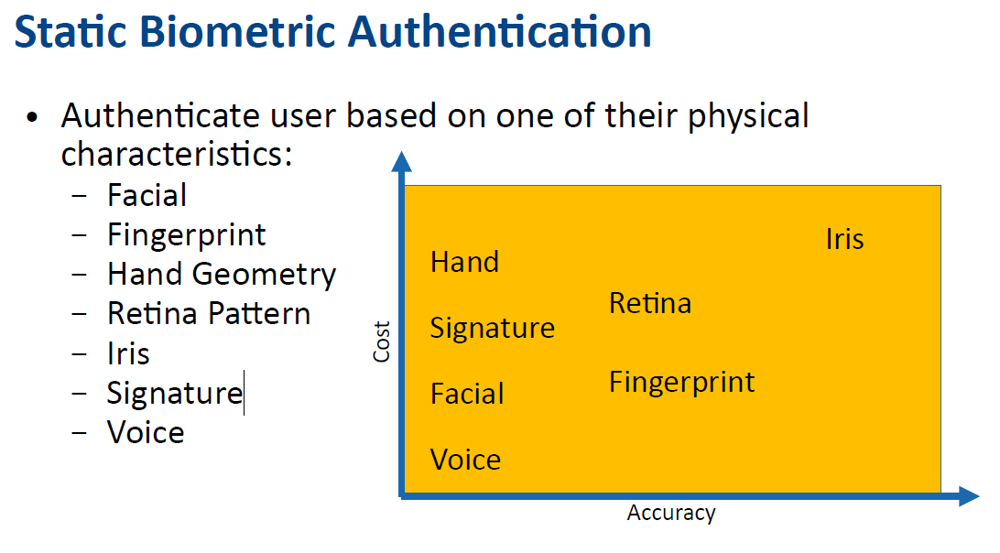 Static Biometric Authentication
• Authenticate user based on one of their physical
characteristics:
– Facial
– Fingerprint
– Hand Geometry
– Retina Pattern
– Iris
– Signature
– Voice
Cost
Iris
Hand
Retina
Signature
Fingerprint
Facial
Voice
Accuracy